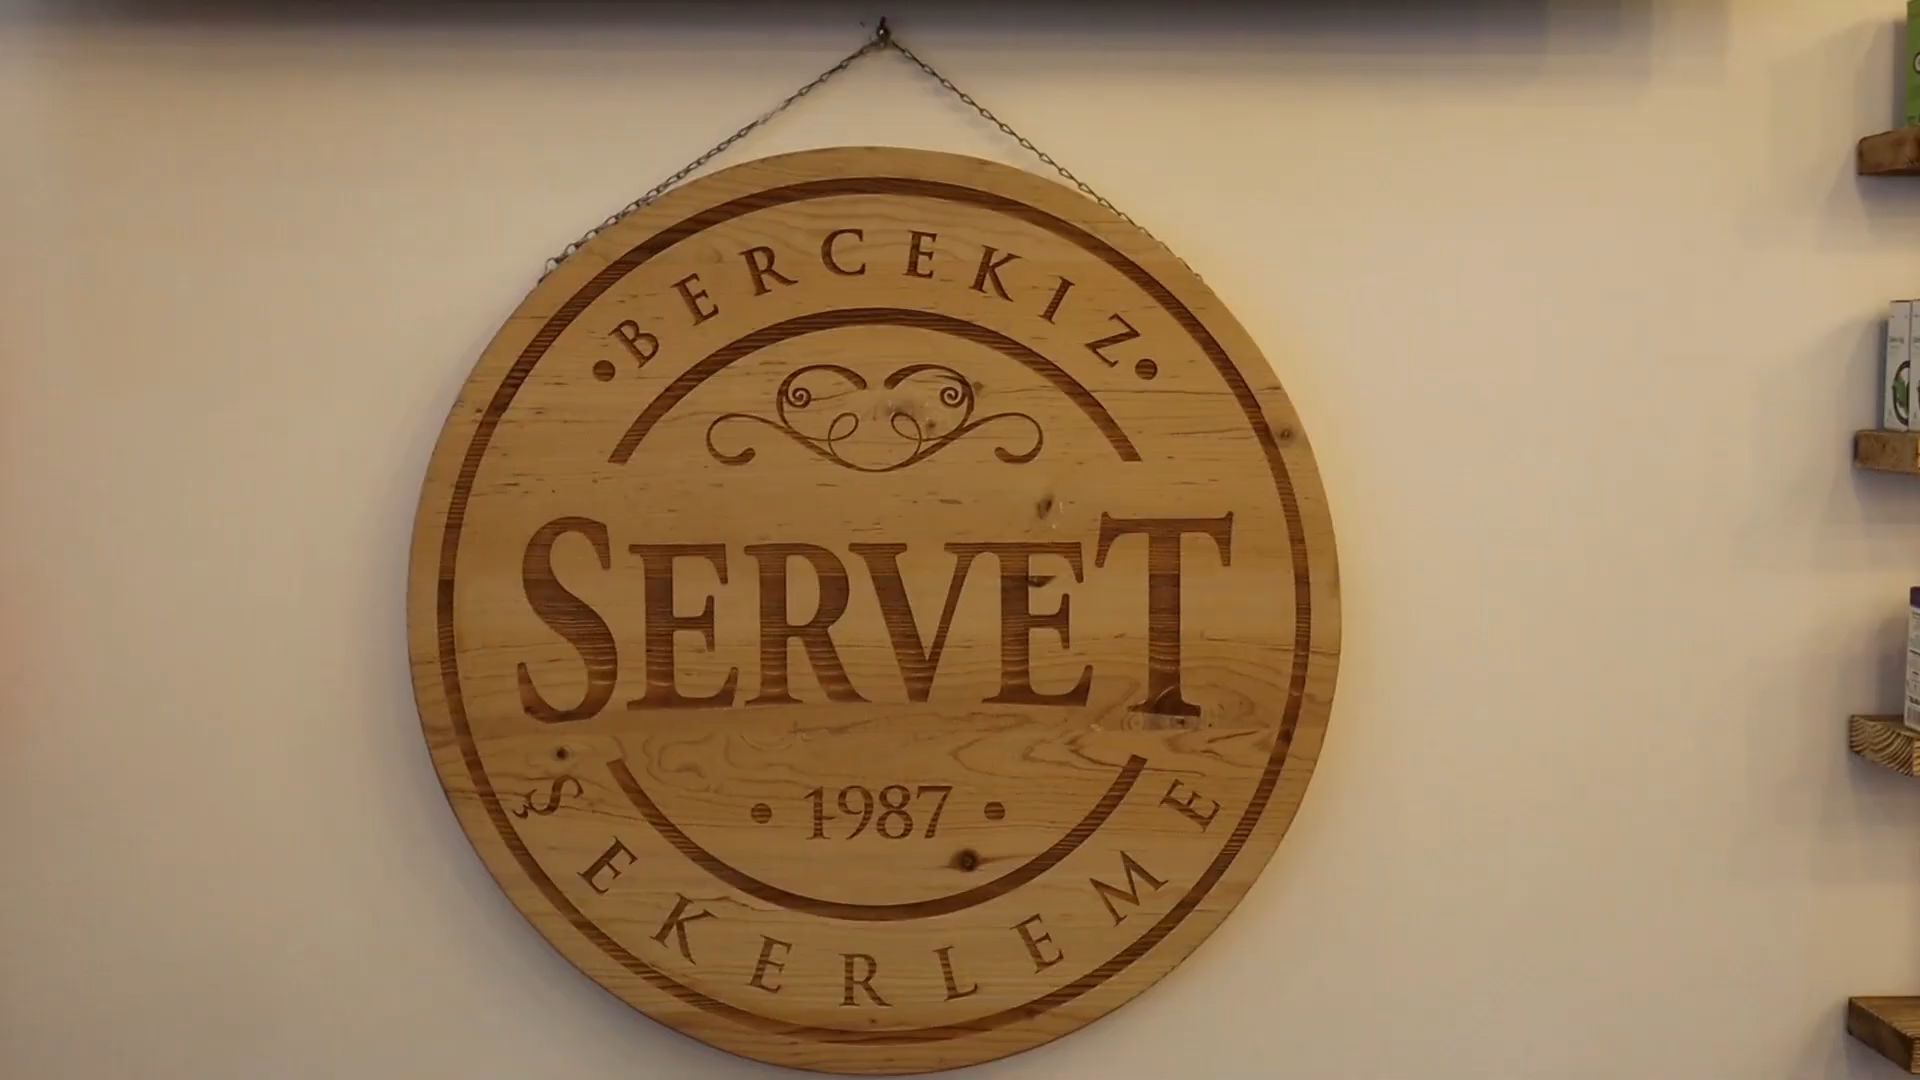 • BERCEKIZ •
SERVET
• 1987 •
ŞEKERLEME